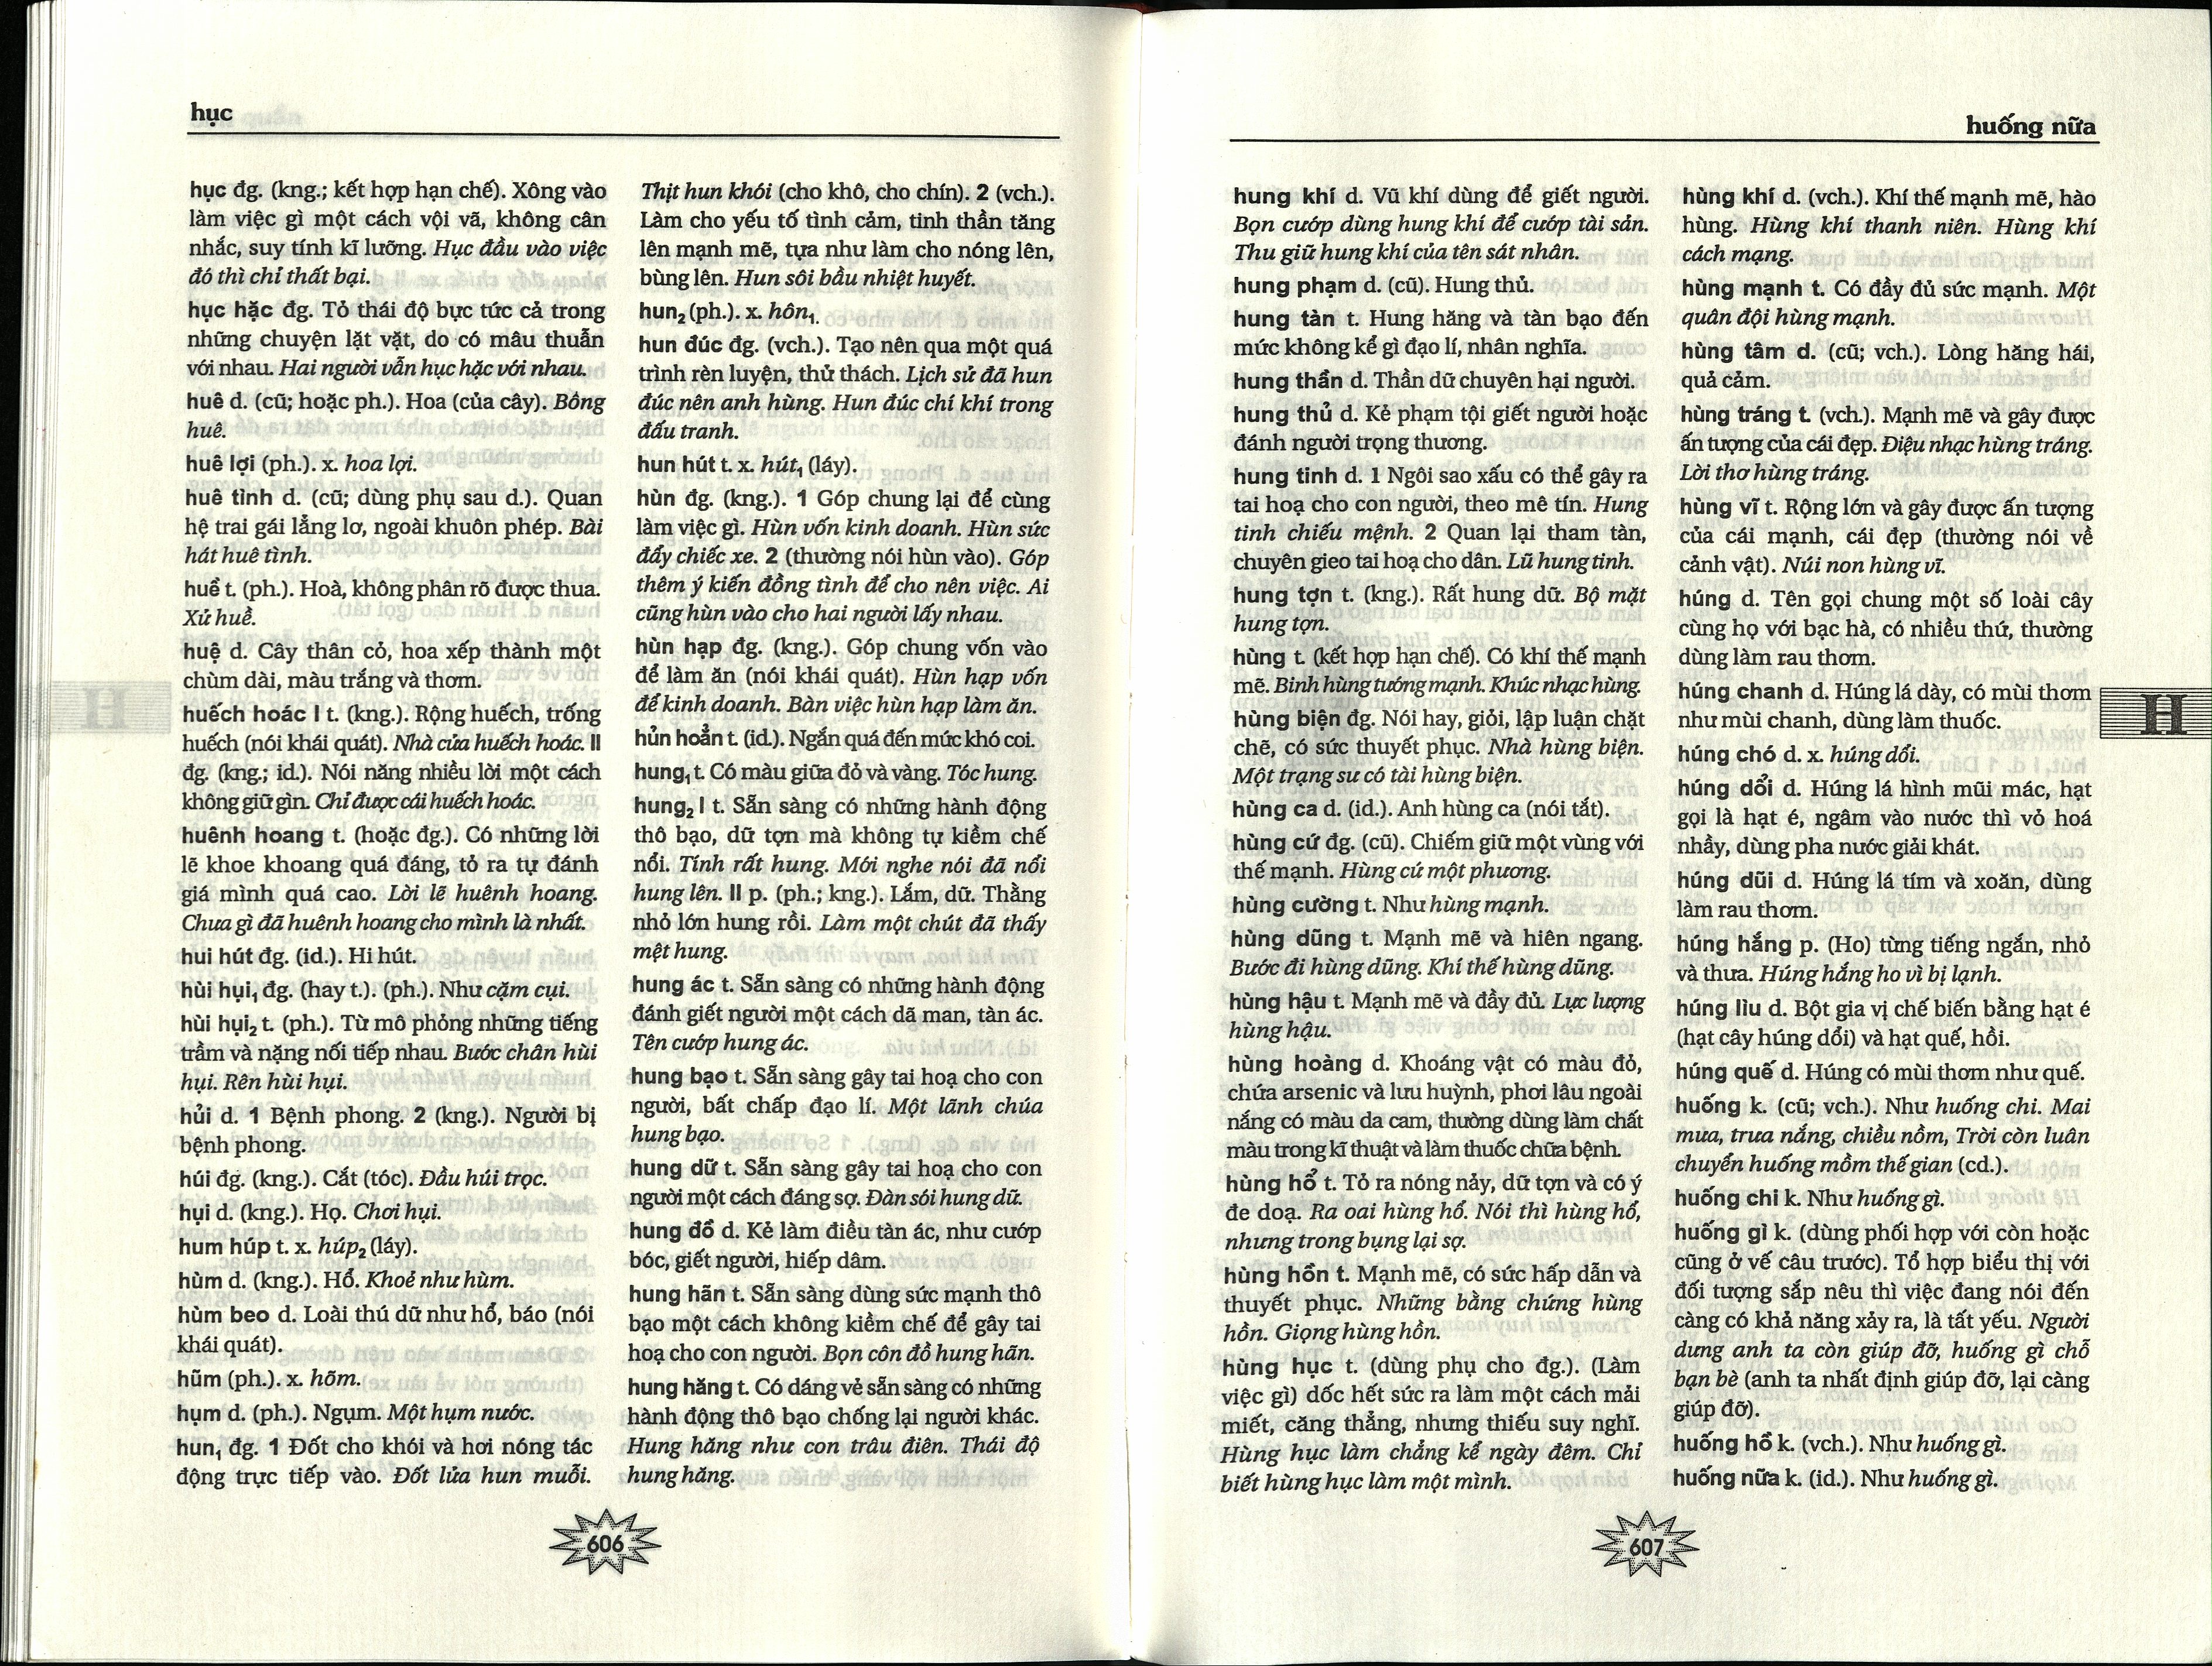 hục
hục đg. (kng.; kết hợp hạn chế). Xông vào
làm việc gì một cách vội vã, không cân
nhắc, suy tính kĩ lưỡng. Hục đầu vào việc
đó thì chỉ thất bại.
hục hặc đg. Tỏ thái độ bực tức cả trong
những chuyện lặt vặt, do có mâu thuẫn
với nhau. Hai người vẫn hục hặc với nhau.
huê d. (cũ; hoặc ph.). Hoa (của cây). Bông
huê.
huê lợi (ph.). x. hoa lợi.
huê tình d. (cũ; dùng phụ sau d.). Quan
hệ trai gái lẳng lơ, ngoài khuôn phép. Bài
hát huê tình.
huề t. (ph.). Hoà, không phân rõ được thua.
Xử huề.
huệ d. Cây thân cỏ, hoa xếp thành một
chùm dài, màu trắng và thơm.
huếch hoác I t. (kng.). Rộng huếch, trống
huếch (nói khái quát). Nhà cửa huếch hoác. II
đg. (kng.; id.). Nói năng nhiều lời một cách
không giữ gìn. Chỉ được cái huếch hoác.
huênh hoang t. (hoặc đg.). Có những lời
lẽ khoe khoang quá đáng, tỏ ra tự đánh
giá mình quá cao. Lời lẽ huênh hoang.
Chưa gì đã huênh hoang cho mình là nhất.
hui hút đg. (id.). Hi hút.
hùi hụi₁ đg. (hay t.). (ph.). Như cặm cụi.
hùi hụi₂ t. (ph.). Từ mô phỏng những tiếng
trầm và nặng nối tiếp nhau. Bước chân hùi
hụi. Rên hùi hụi.
hủi d. 1 Bệnh phong. 2 (kng.). Người bị
bệnh phong.
húi đg. (kng.). Cắt (tóc). Đầu húi trọc.
hụi d. (kng.). Họ. Chơi hụi.
hum húp t. x. húp₂ (láy).
hùm d. (kng.). Hổ. Khoẻ như hùm.
hùm beo d. Loài thú dữ như hổ, báo (nói
khái quát).
hũm (ph.). x. hõm.
hụm d. (ph.). Ngụm. Một hụm nước.
hun₁ đg. 1 Đốt cho khói và hơi nóng tác
động trực tiếp vào. Đốt lửa hun muỗi.
Thịt hun khói (cho khô, cho chín). 2 (vch.).
Làm cho yếu tố tình cảm, tinh thần tăng
lên mạnh mẽ, tựa như làm cho nóng lên,
bùng lên. Hun sôi bầu nhiệt huyết.
hun₂ (ph.). x. hôn₁.
hun đúc đg. (vch.). Tạo nên qua một quá
trình rèn luyện, thử thách. Lịch sử đã hun
đúc nên anh hùng. Hun đúc chí khí trong
đấu tranh.
hun hút t. x. hút₁ (láy).
hùn đg. (kng.). 1 Góp chung lại để cùng
làm việc gì. Hùn vốn kinh doanh. Hùn sức
đẩy chiếc xe. 2 (thường nói hùn vào). Góp
thêm ý kiến đồng tình để cho nên việc. Ai
cũng hùn vào cho hai người lấy nhau.
hùn hạp đg. (kng.). Góp chung vốn vào
để làm ăn (nói khái quát). Hùn hạp vốn
để kinh doanh. Bàn việc hùn hạp làm ăn.
hủn hoẳn t. (id.). Ngắn quá đến mức khó coi.
hung₁ t. Có màu giữa đỏ và vàng. Tóc hung.
hung₂ I t. Sẵn sàng có những hành động
thô bạo, dữ tợn mà không tự kiềm chế
nổi. Tính rất hung. Mới nghe nói đã nổi
hung lên. II p. (ph.; kng.). Lắm, dữ. Thằng
nhỏ lớn hung rồi. Làm một chút đã thấy
mệt hung.
hung ác t. Sẵn sàng có những hành động
đánh giết người một cách dã man, tàn ác.
Tên cướp hung ác.
hung bạo t. Sẵn sàng gây tai hoạ cho con
người, bất chấp đạo lí. Một lãnh chúa
hung bạo.
hung dữ t. Sẵn sàng gây tai hoạ cho con
người một cách đáng sợ. Đàn sói hung dữ.
hung đồ d. Kẻ làm điều tàn ác, như cướp
bóc, giết người, hiếp dâm.
hung hãn t. Sẵn sàng dùng sức mạnh thô
bạo một cách không kiềm chế để gây tai
hoạ cho con người. Bọn côn đồ hung hãn.
hung hăng t. Có dáng vẻ sẵn sàng có những
hành động thô bạo chống lại người khác.
Hung hăng như con trâu điên. Thái độ
hung hăng.
606
huống nữa
hung khí d. Vũ khí dùng để giết người.
Bọn cướp dùng hung khí để cướp tài sản.
Thu giữ hung khí của tên sát nhân.
hung phạm d. (cũ). Hung thủ.
hung tàn t. Hung hăng và tàn bạo đến
mức không kể gì đạo lí, nhân nghĩa.
hung thần d. Thần dữ chuyên hại người.
hung thủ d. Kẻ phạm tội giết người hoặc
đánh người trọng thương.
hung tinh d. 1 Ngôi sao xấu có thể gây ra
tai hoạ cho con người, theo mê tín. Hung
tinh chiếu mệnh. 2 Quan lại tham tàn,
chuyên gieo tai hoạ cho dân. Lũ hung tinh.
hung tợn t. (kng.). Rất hung dữ. Bộ mặt
hung tợn.
hùng t. (kết hợp hạn chế). Có khí thế mạnh
mẽ. Binh hùng tướng mạnh. Khúc nhạc hùng.
hùng biện đg. Nói hay, giỏi, lập luận chặt
chẽ, có sức thuyết phục. Nhà hùng biện.
Một trạng sư có tài hùng biện.
hùng ca d. (id.). Anh hùng ca (nói tắt).
hùng cứ đg. (cũ). Chiếm giữ một vùng với
thế mạnh. Hùng cứ một phương.
hùng cường t. Như hùng mạnh.
hùng dũng t. Mạnh mẽ và hiên ngang.
Bước đi hùng dũng. Khí thế hùng dũng.
hùng hậu t. Mạnh mẽ và đầy đủ. Lực lượng
hùng hậu.
hùng hoàng d. Khoáng vật có màu đỏ,
chứa arsenic và lưu huỳnh, phơi lâu ngoài
nắng có màu da cam, thường dùng làm chất
màu trong kĩ thuật và làm thuốc chữa bệnh.
hùng hổ t. Tỏ ra nóng nảy, dữ tợn và có ý
đe doạ. Ra oai hùng hổ. Nói thì hùng hổ,
nhưng trong bụng lại sợ.
hùng hồn t. Mạnh mẽ, có sức hấp dẫn và
thuyết phục. Những bằng chứng hùng
hồn. Giọng hùng hồn.
hùng hục t. (dùng phụ cho đg.). (Làm
việc gì) dốc hết sức ra làm một cách mải
miết, căng thẳng, nhưng thiếu suy nghĩ.
Hùng hục làm chẳng kể ngày đêm. Chỉ
biết hùng hục làm một mình.
hùng khí d. (vch.). Khí thế mạnh mẽ, hào
hùng. Hùng khí thanh niên. Hùng khí
cách mạng.
hùng mạnh t. Có đầy đủ sức mạnh. Một
quân đội hùng mạnh.
hùng tâm d. (cũ; vch.). Lòng hăng hái,
quả cảm.
hùng tráng t. (vch.). Mạnh mẽ và gây được
ấn tượng của cái đẹp. Điệu nhạc hùng tráng.
Lời thơ hùng tráng.
hùng vĩ t. Rộng lớn và gây được ấn tượng
của cái mạnh, cái đẹp (thường nói về
cảnh vật). Núi non hùng vĩ.
húng d. Tên gọi chung một số loài cây
cùng họ với bạc hà, có nhiều thứ, thường
dùng làm rau thơm.
húng chanh d. Húng lá dày, có mùi thơm
như mùi chanh, dùng làm thuốc.
húng chó d. x. húng dổi.
húng dổi d. Húng lá hình mũi mác, hạt
gọi là hạt é, ngâm vào nước thì vỏ hoá
nhầy, dùng pha nước giải khát.
húng dũi d. Húng lá tím và xoăn, dùng
làm rau thơm.
húng hắng p. (Ho) từng tiếng ngắn, nhỏ
và thưa. Húng hắng ho vì bị lạnh.
húng lìu d. Bột gia vị chế biến bằng hạt é
(hạt cây húng dổi) và hạt quế, hồi.
húng quế d. Húng có mùi thơm như quế.
huống k. (cũ; vch.). Như huống chi. Mai
mưa, trưa nắng, chiều nồm, Trời còn luân
chuyển huống mồm thế gian (cd.).
huống chi k. Như huống gì.
huống gì k. (dùng phối hợp với còn hoặc
cũng ở vế câu trước). Tổ hợp biểu thị với
đối tượng sắp nêu thì việc đang nói đến
càng có khả năng xảy ra, là tất yếu. Người
dưng anh ta còn giúp đỡ, huống gì chỗ
bạn bè (anh ta nhất định giúp đỡ, lại càng
giúp đỡ).
huống hồ k. (vch.). Như huống gì.
huống nữa k. (id.). Như huống gì.
H
607